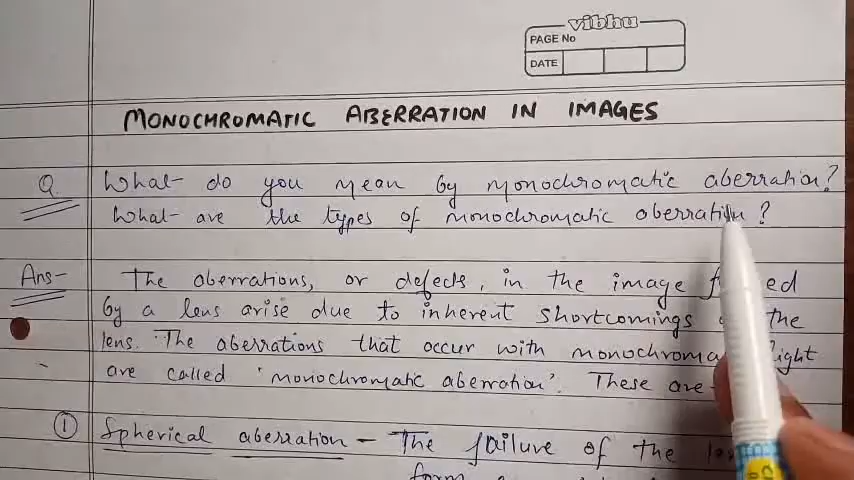 vibhu
PAGE No
DATE
MONOCHROMATIC ABERRATION IN IMAGES
Q. What do you mean by monochromatic aberration?
What are the types of monochromatic aberration?
Ans- The aberrations, or defects, in the image
by a lens arise due to inherent shortcomings the
lens. The aberrations that occur with light
are called 'monochromatic aberration'. These are-
① Spherical aberration - The failure of the